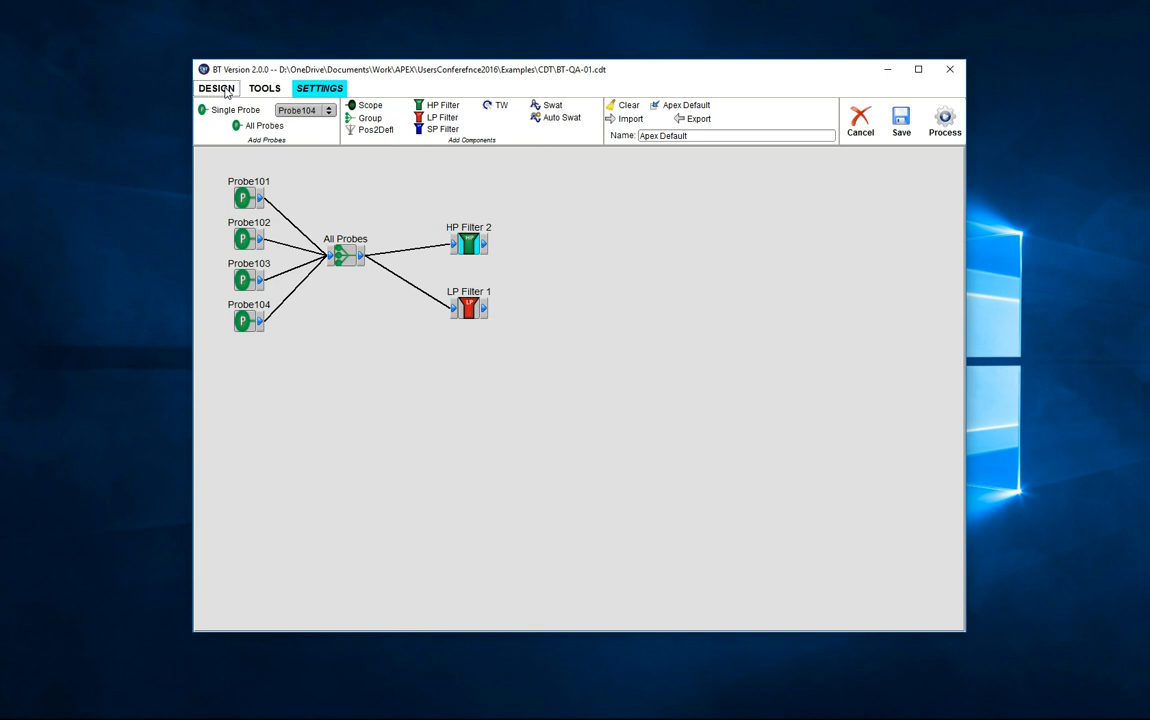 BT Version 2.0.0 -- D:\OneDrive\Documents\Work\APEX\UsersConferefnce2016\Examples\CDT\BT-QA-01.cdt
DESIGN TOOLS SETTINGS
Single Probe Probe104
All Probes
Add Probes
Scope HP Filter TW Swat
Group LP Filter Auto Swat
Pos2Defl SP Filter
Add Components
Clear Apex Default
Import Export
Name: Apex Default
Cancel Save Process
Probe101
P
Probe102
P
Probe103
P
Probe104
P
All Probes
HP Filter 2
HP
LP Filter 1
LP